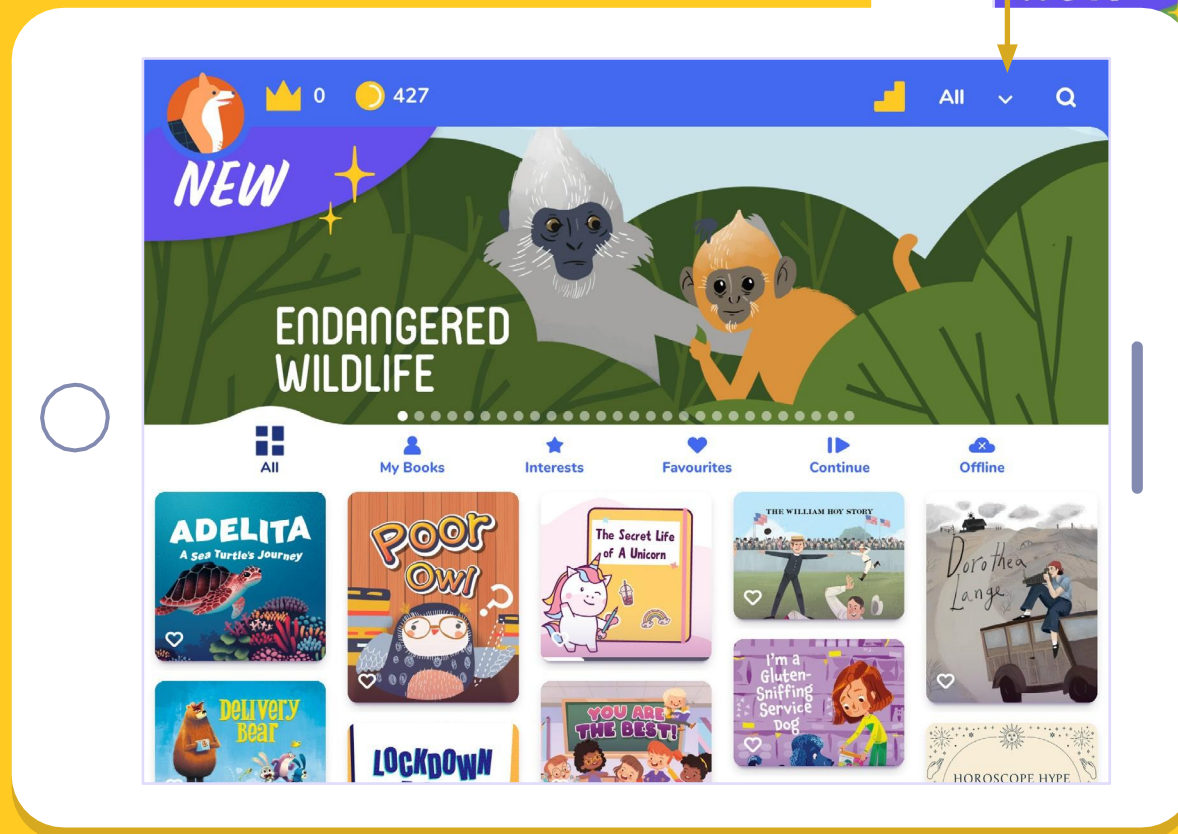 0
427
All
NEW
ENDANGERED
WILDLIFE
All
My Books
Interests
Favourites
Continue
Offline
ADELITA
A Sea Turtle's Journey
Poor
Owl
?
The Secret Life
of A Unicorn
THE WILLIAM HOY STORY
Dorothea
Lange
I'm a
Gluten-
Sniffing
Service
Dog
Delivery
Bear
LOCKDOWN
YOU ARE
THE BEST!
HOROSCOPE HYPE